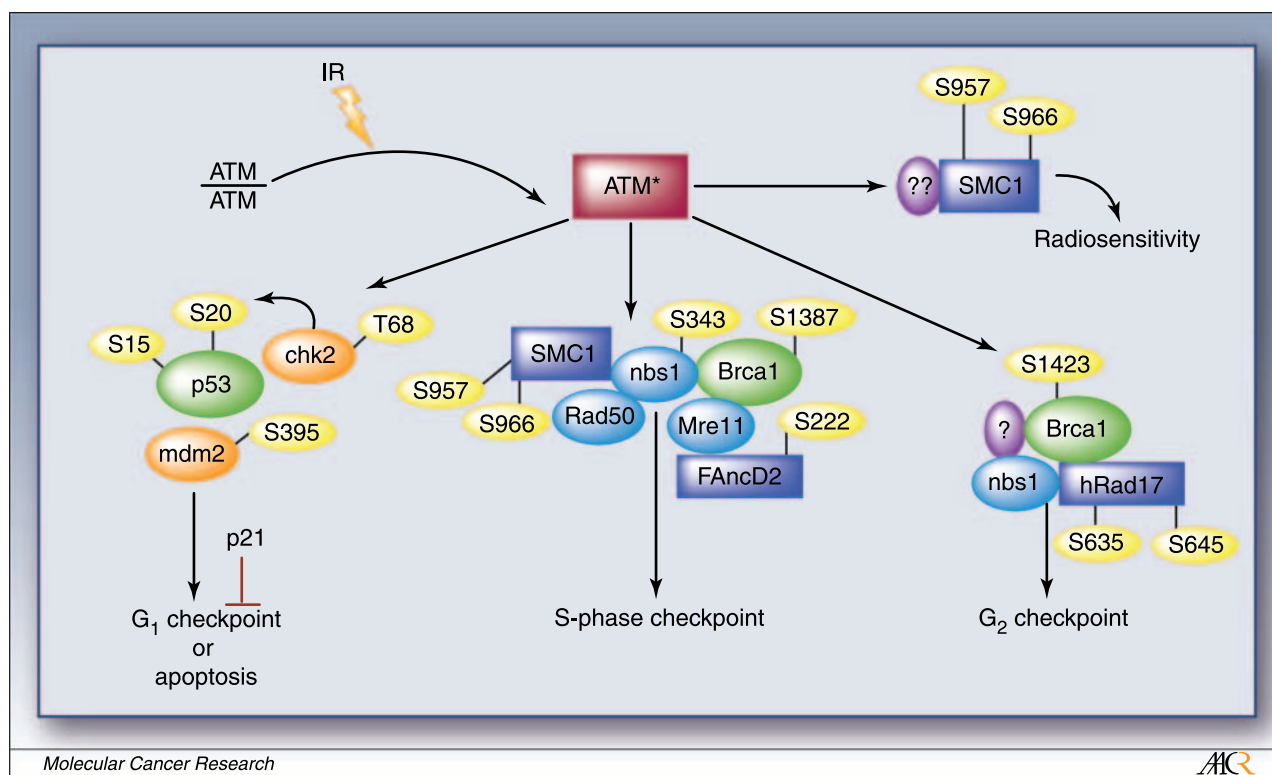 IR
ATM
ATM
ATM*
S957
S966
??
SMC1
Radiosensitivity
S15
S20
T68
chk2
p53
S395
mdm2
p21
G1 checkpoint
or
apoptosis
S343
S1387
SMC1
nbs1
Brca1
S957
S966
Rad50
Mre11
S222
FAncD2
S-phase checkpoint
S1423
?
Brca1
nbs1
hRad17
S635
S645
G2 checkpoint
Molecular Cancer Research
AACR